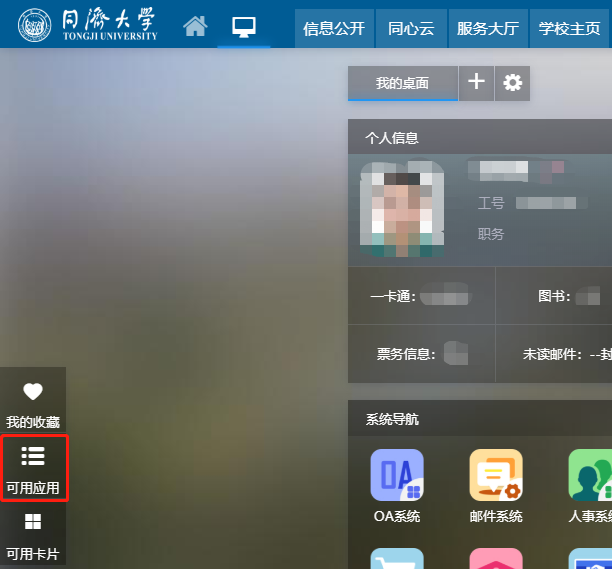 同濟大学
TONGJI UNIVERSITY
信息公开 同心云 服务大厅 学校主页
我的桌面
个人信息
工号
职务
一卡通： 图书：
票务信息： 未读邮件：--封
系统导航
OA
OA系统 邮件系统 人事系统
我的收藏
可用应用
可用卡片